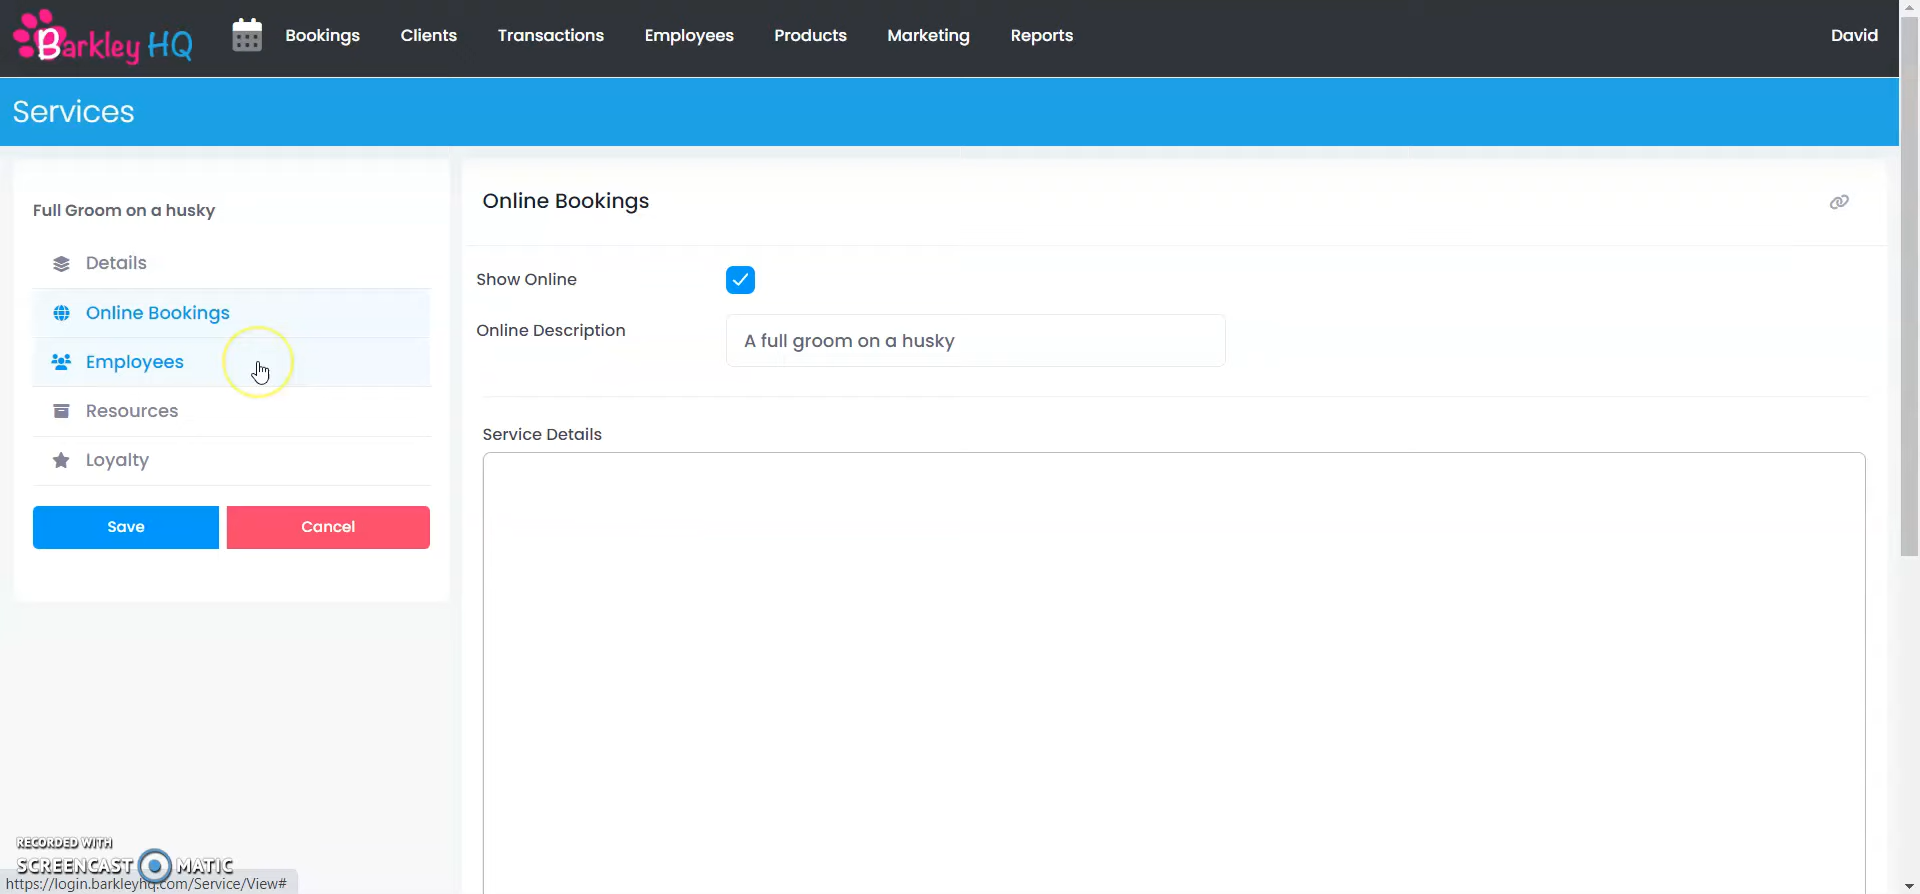 Barkley HQ
Bookings
Clients
Transactions
Employees
Products
Marketing
Reports
David
Services
Full Groom on a husky
Details
Online Bookings
Employees
Resources
Loyalty
Save
Cancel
Online Bookings
Show Online
Online Description
A full groom on a husky
Service Details
RECORDED WITH
SCREENCAST MATIC
https://login.barkleyhq.com/Service/View#